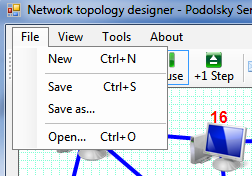 Network topology designer - Podolsky Ser
File View Tools About
New Ctrl+N
Save Ctrl+S
use +1 Step
Save as...
16
Open... Ctrl+O